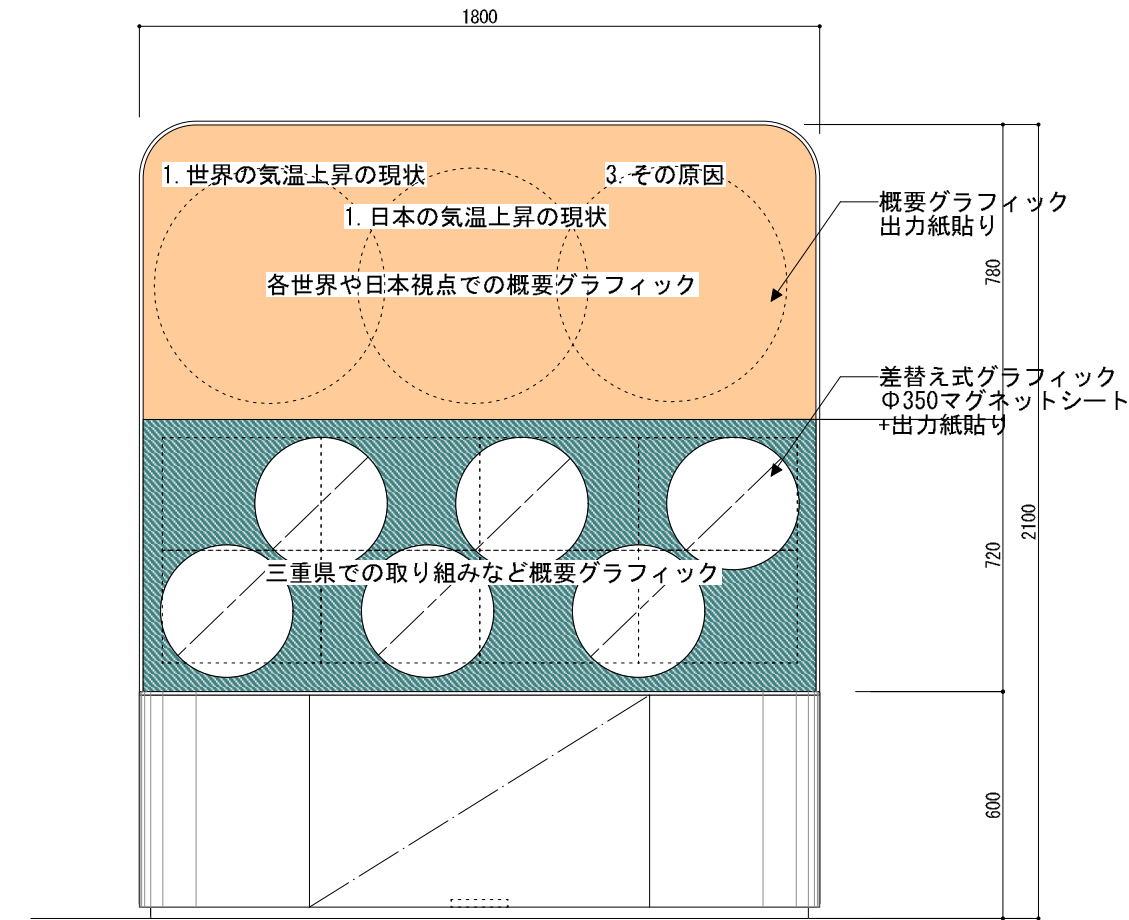 1800
1.世界の気温上昇の現状
3.その原因
1.日本の気温上昇の現状
概要グラフィック
出力紙貼り
各世界や日本視点での概要グラフィック
780
差替え式グラフィック
Φ350マグネットシート
+出力紙貼り
2100
720
三重県での取り組みなど概要グラフィック
600